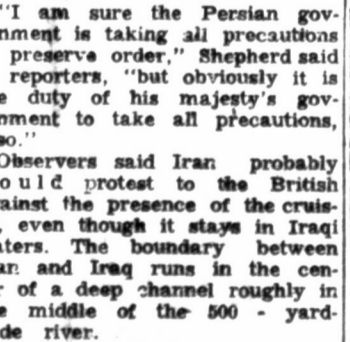 "I am sure the Persian gov-
nment is taking all precautions
preserve order," Shepherd said
reporters, "but obviously it is
e duty of his majesty's gov-
nment to take all precautions,
so."
Observers said Iran probably
ould protest to the British
ainst the presence of the cruis-
, even though it stays in Iraqi
aters. The boundary between
an and Iraq runs in the cen-
r of a deep channel roughly in
e middle of the 500 - yard-
de river.